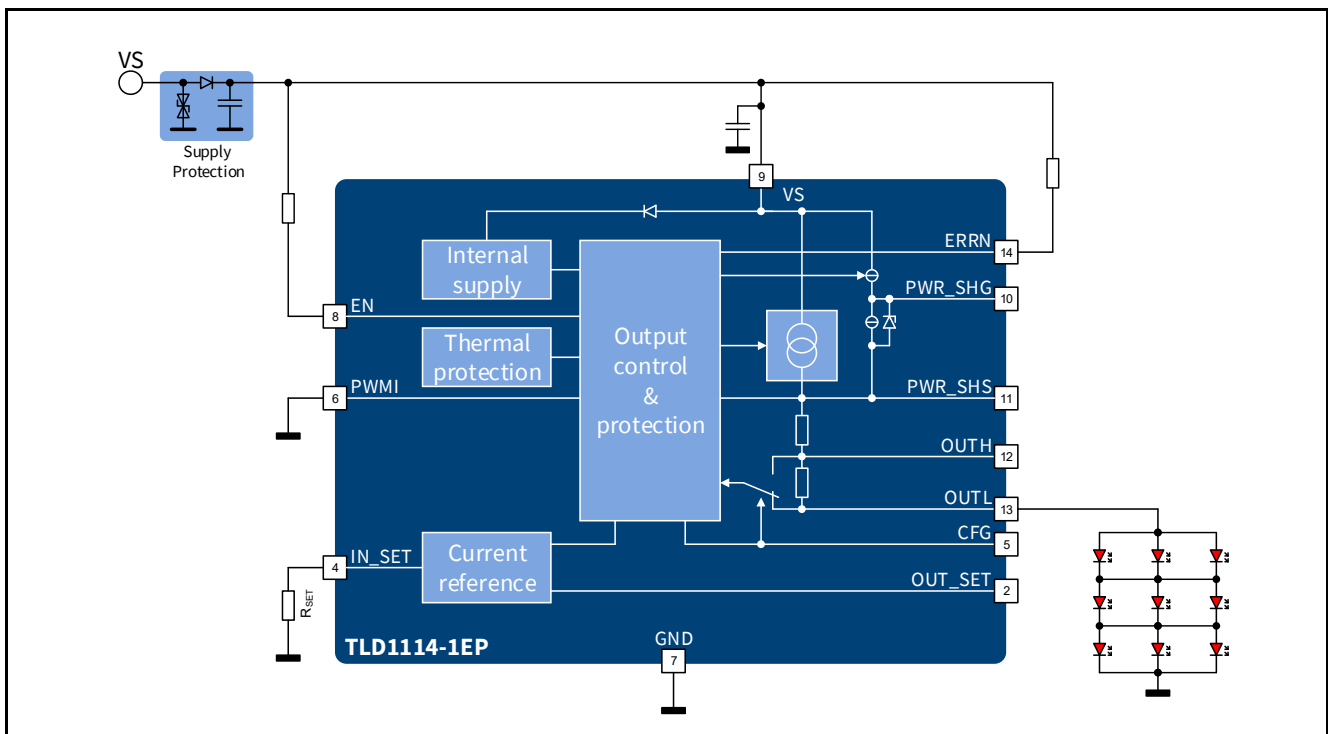 VS
Supply
Protection
9
VS
Internal
supply
ERRN
14
PWR_SHG
10
EN
8
Thermal
protection
Output
control
&
protection
PWMI
6
PWR_SHS
11
OUTH
12
OUTL
13
CFG
5
IN_SET
4
Current
reference
OUT_SET
2
RSET
TLD1114-1EP
GND
7